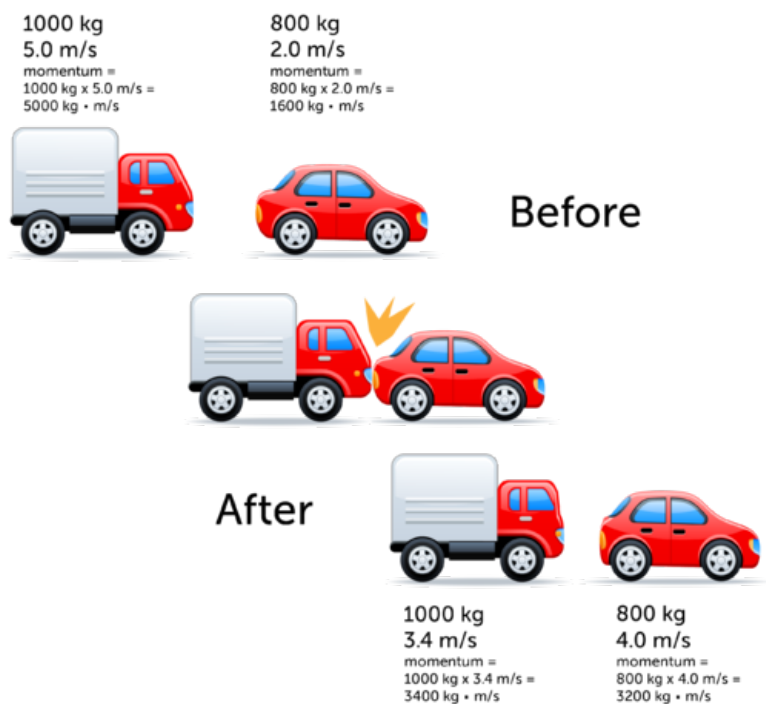 1000 kg
5.0 m/s
momentum =
1000 kg x 5.0 m/s =
5000 kg • m/s
800 kg
2.0 m/s
momentum =
800 kg x 2.0 m/s =
1600 kg • m/s
Before
After
1000 kg
3.4 m/s
momentum =
1000 kg x 3.4 m/s =
3400 kg • m/s
800 kg
4.0 m/s
momentum =
800 kg x 4.0 m/s =
3200 kg • m/s